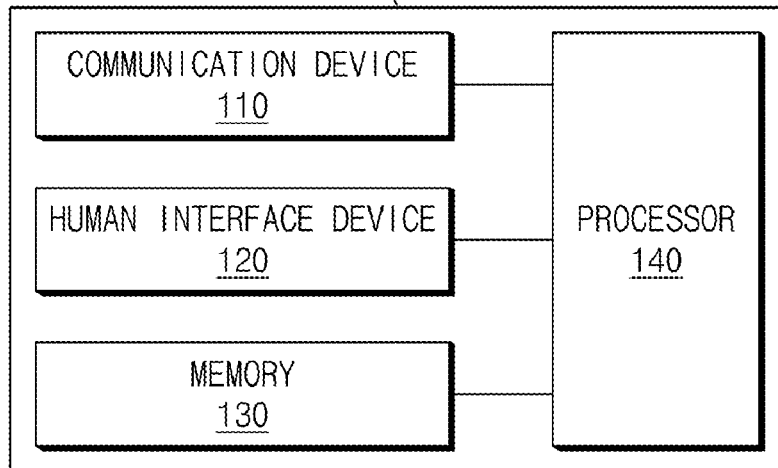 COMMUNICATION DEVICE
110
HUMAN INTERFACE DEVICE
120
MEMORY
130
PROCESSOR
140